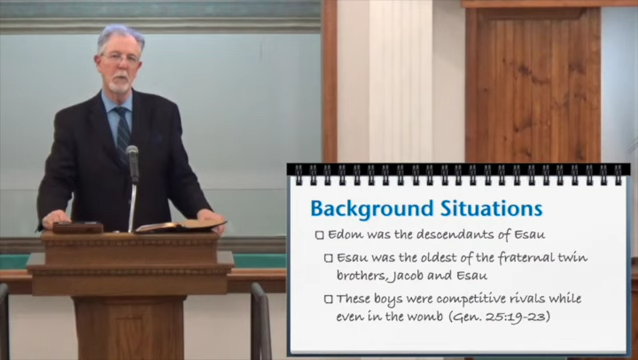 Background Situations
Edom was the descendants of Esau
Esau was the oldest of the fraternal twin
brothers, Jacob and Esau
These boys were competitive rivals while
even in the womb (Gen. 25:19-23)